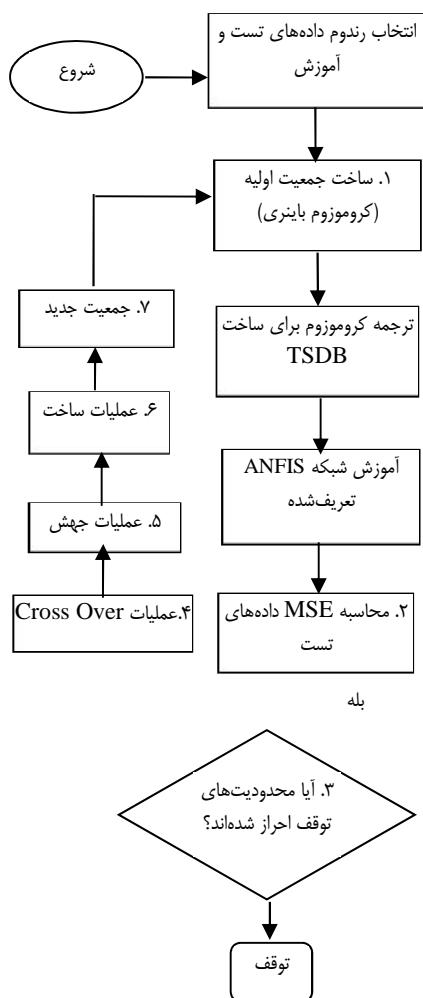 شروع
انتخاب رندوم داده‌های تست و
آموزش
۱. ساخت جمعیت اولیه
(کروموزوم باینری)
ترجمه کروموزوم برای ساخت
TSDB
آموزش شبکه ANFIS
تعریف‌شده
۲. محاسبه MSE داده‌های
تست
بله
۳. آیا محدودیت‌های
توقف احراز شده‌اند؟
توقف
۴.عملیات Cross Over
۵. عملیات جهش
۶. عملیات ساخت
۷. جمعیت جدید